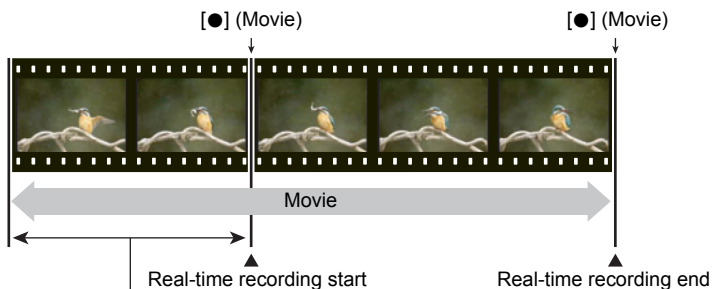 [●] (Movie) [●] (Movie)
Movie
Real-time recording start Real-time recording end